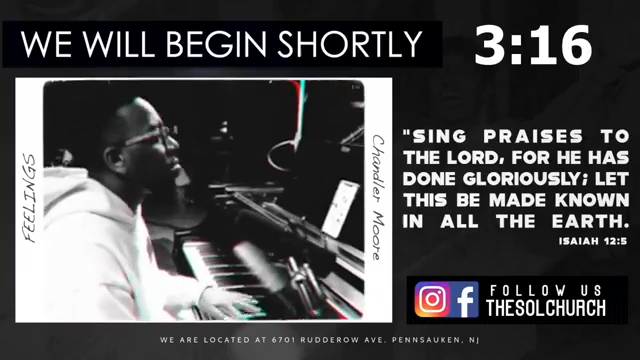 WE WILL BEGIN SHORTLY
3:16
FEELINGS
Chandler Moore
"SING PRAISES TO
THE LORD, FOR HE HAS
DONE GLORIOUSLY; LET
THIS BE MADE KNOWN
IN ALL THE EARTH.
ISAIAH 12:5
FOLLOW US
THESOLCHURCH
WE ARE LOCATED AT 6701 RUDDEROW AVE. PENNSAUKEN, NJ